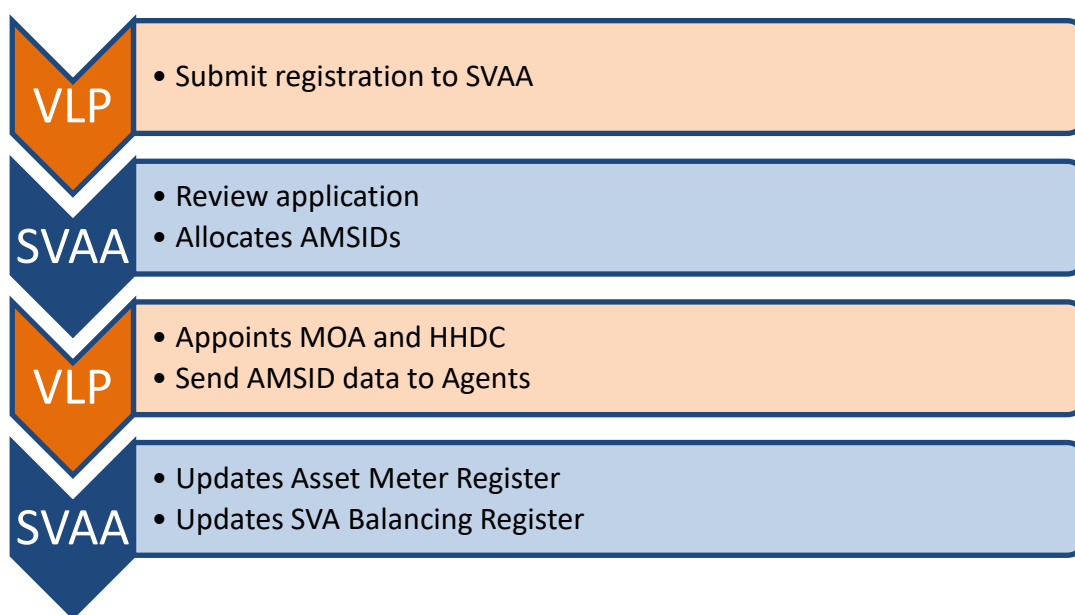 VLP
• Submit registration to SVAA
SVAA
• Review application
• Allocates AMSIDs
VLP
• Appoints MOA and HHDC
• Send AMSID data to Agents
SVAA
• Updates Asset Meter Register
• Updates SVA Balancing Register